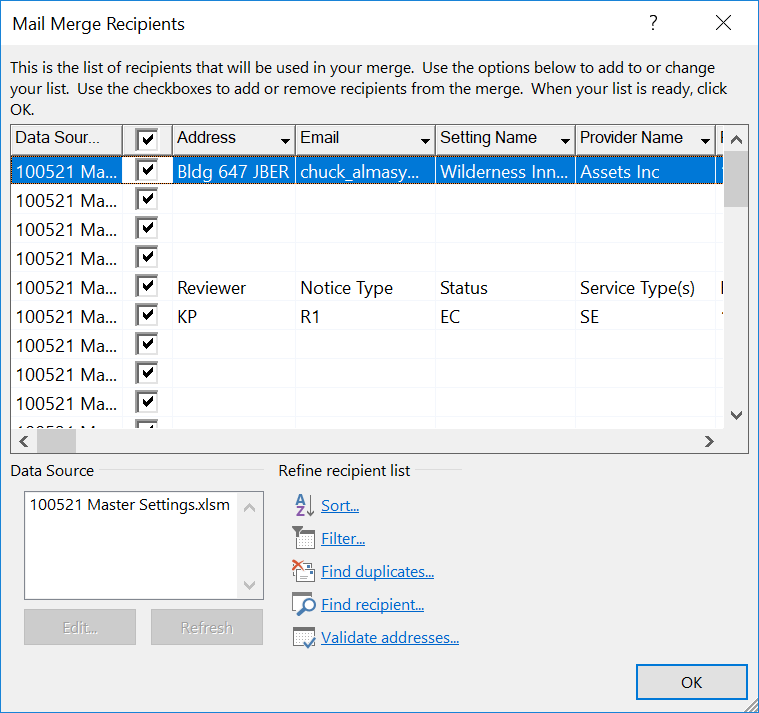 Mail Merge Recipients
This is the list of recipients that will be used in your merge. Use the options below to add to or change
your list. Use the checkboxes to add or remove recipients from the merge. When your list is ready, click
OK.
Data Sour... Address Email Setting Name Provider Name
100521 Ma... Bldg 647 JBER chuck_almasy... Wilderness Inn... Assets Inc
100521 Ma...
100521 Ma...
100521 Ma...
100521 Ma... Reviewer Notice Type Status Service Type(s)
100521 Ma... KP R1 EC SE
100521 Ma...
100521 Ma...
100521 Ma...
Data Source Refine recipient list
100521 Master Settings.xlsm
Sort...
Filter...
Find duplicates...
Find recipient...
Validate addresses...
Edit... Refresh
OK